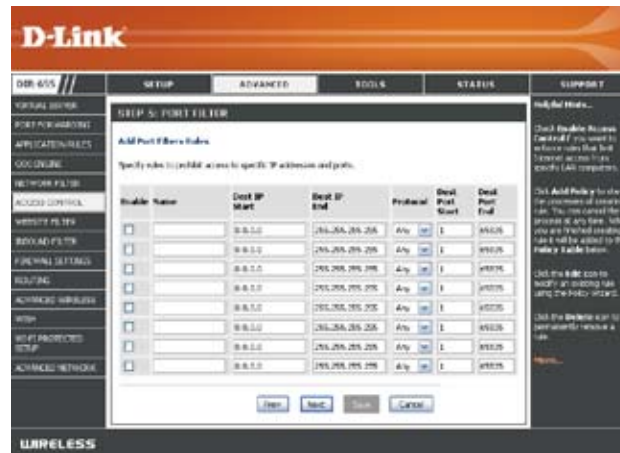 D-Link
DIR-655
SETUP
ADVANCED
TOOLS
STATUS
SUPPORT
VIRTUAL SERVER
PORT FORWARDING
APPLICATION RULES
QOS ENGINE
NETWORK FILTER
ACCESS CONTROL
WEBSITE FILTER
INBOUND FILTER
FIREWALL SETTINGS
ROUTING
ADVANCED WIRELESS
WISH
WI-FI PROTECTED SETUP
ADVANCED NETWORK
STEP 5: PORT FILTER
Add Port Filters Rules
Specify rules to prohibit access to specific IP addresses and ports.
Enable Name Dest IP Start Dest IP End Protocol Dest Port Start Dest Port End
0.0.0.0 255.255.255.255 Any 1 65535
0.0.0.0 255.255.255.255 Any 1 65535
0.0.0.0 255.255.255.255 Any 1 65535
0.0.0.0 255.255.255.255 Any 1 65535
0.0.0.0 255.255.255.255 Any 1 65535
0.0.0.0 255.255.255.255 Any 1 65535
0.0.0.0 255.255.255.255 Any 1 65535
0.0.0.0 255.255.255.255 Any 1 65535
Prev Next Save Cancel
Helpful Hints...
Check Enable Access
Control if you want to
enforce rules that limit
Internet access from
specific LAN computers.
Click Add Policy to
the processes of
rule. You can cancel the
process at any time.
you are finished creating
rule it will be added to
Policy Table below.
Click the Edit icon to
modify an existing rule
using the Policy Wizard.
Click the Delete icon to
permanently remove a
rule.
More...
WIRELESS